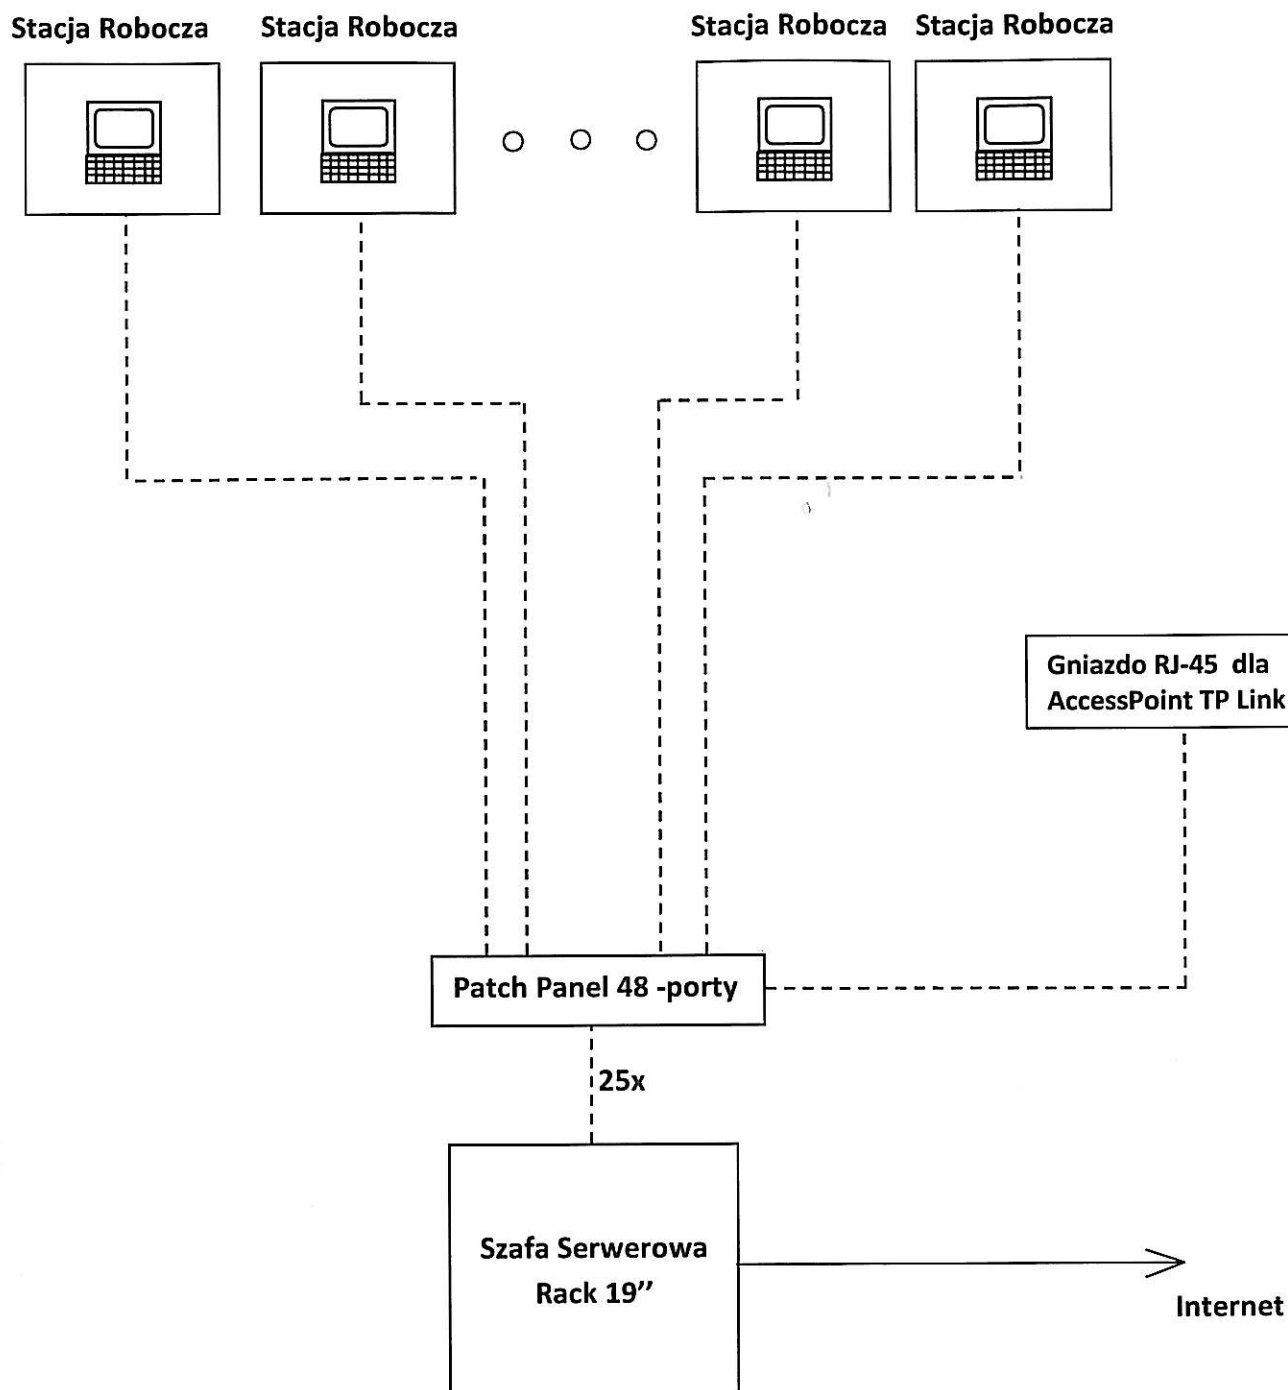 Stacja Robocza
Stacja Robocza
Stacja Robocza
Stacja Robocza
Gniazdo RJ-45 dla
AccessPoint TP Link
Patch Panel 48 -porty
25x
Szafa Serwerowa
Rack 19’’
Internet